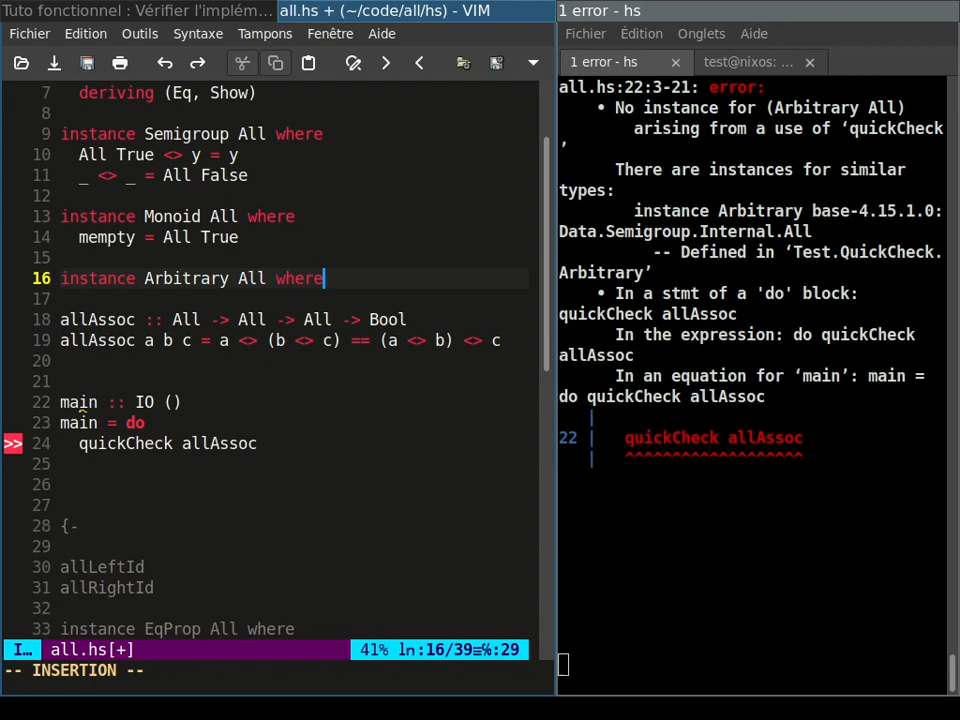 Tuto fonctionnel : Vérifier l'implém… all.hs + (~/code/all/hs) - VIM
Fichier Edition Outils Syntaxe Tampons Fenêtre Aide
7 deriving (Eq, Show)
8
9 instance Semigroup All where
10 All True <> y = y
11 _ <> _ = All False
12
13 instance Monoid All where
14 mempty = All True
15
16 instance Arbitrary All where
17
18 allAssoc :: All -> All -> All -> Bool
19 allAssoc a b c = a <> (b <> c) == (a <> b) <> c
20
21
22 main :: IO ()
23 main = do
>> 24 quickCheck allAssoc
25
26
27
28 {-
29
30 allLeftId
31 allRightId
32
33 instance EqProp All where
I… all.hs[+] 41% ㏑:16/39≡℅:29
-- INSERTION --
1 error - hs
Fichier Édition Onglets Aide
1 error - hs × test@nixos: … ×
all.hs:22:3-21: error:
• No instance for (Arbitrary All)
arising from a use of ‘quickCheck
’
There are instances for similar
types:
instance Arbitrary base-4.15.1.0:
Data.Semigroup.Internal.All
-- Defined in ‘Test.QuickCheck.
Arbitrary’
• In a stmt of a 'do' block:
quickCheck allAssoc
In the expression: do quickCheck
allAssoc
In an equation for ‘main’: main =
do quickCheck allAssoc
|
22 | quickCheck allAssoc
| ^^^^^^^^^^^^^^^^^^^